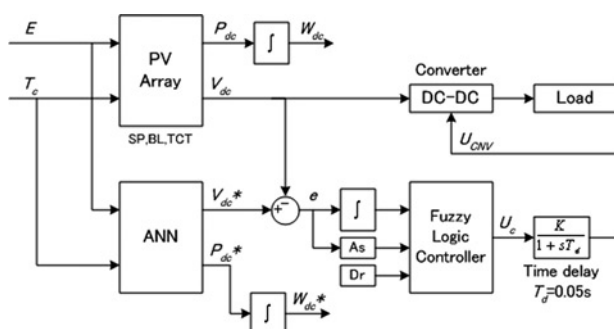 E
P_dc
∫
W_dc
PV
Array
T_c
V_dc
SP,BL,TCT
Converter
DC-DC
Load
U_CNV
V_dc*
+
−
e
∫
ANN
P_dc*
As
Dr
Fuzzy
Logic
Controller
U_c
K
1+sT_d
Time delay
T_d=0.05s
∫
W_dc*